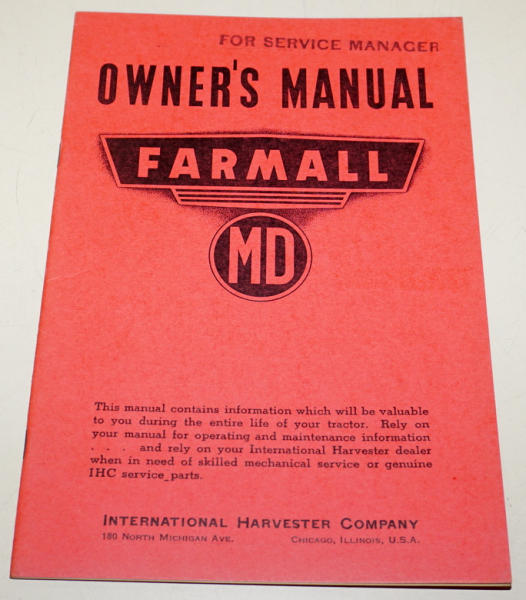 FOR SERVICE MANAGER
OWNER'S MANUAL
FARMALL
MD
This manual contains information which will be valuable
to you during the entire life of your tractor. Rely on
your manual for operating and maintenance information
. . . and rely on your International Harvester dealer
when in need of skilled mechanical service or genuine
IHC service parts.
INTERNATIONAL HARVESTER COMPANY
180 NORTH MICHIGAN AVE. CHICAGO, ILLINOIS, U.S.A.